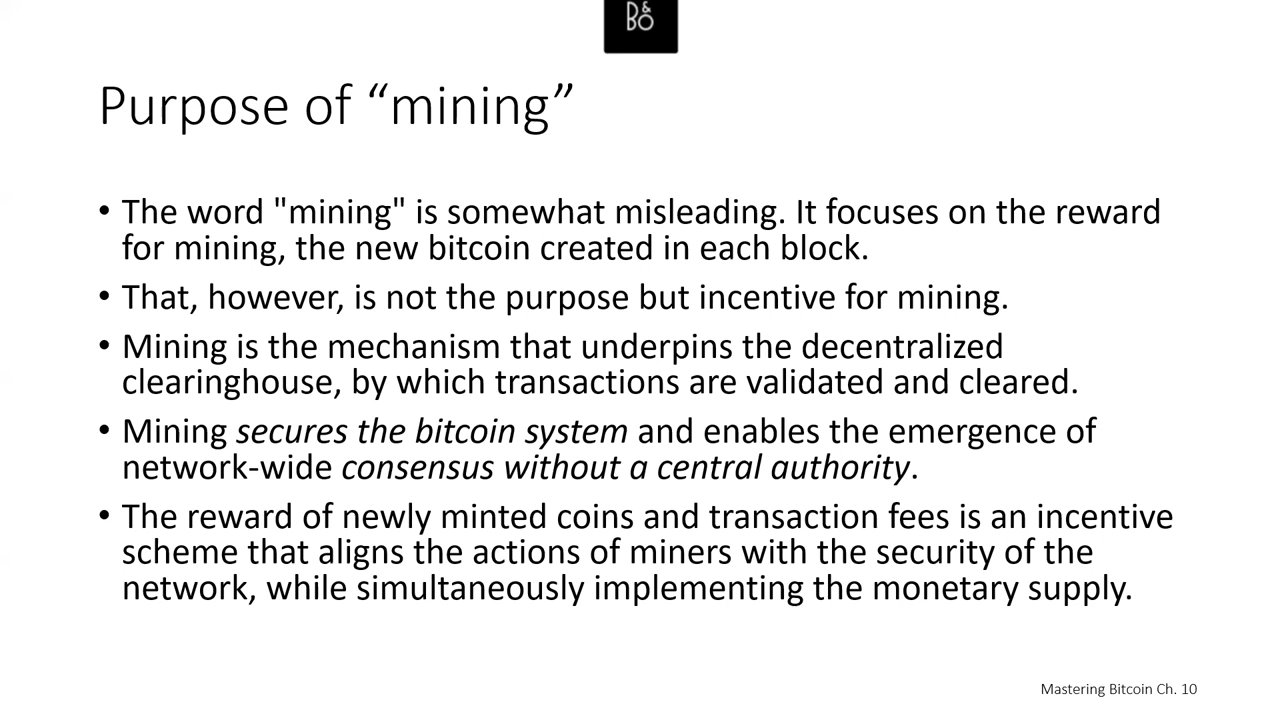 B&O
Purpose of “mining”
• The word "mining" is somewhat misleading. It focuses on the reward
for mining, the new bitcoin created in each block.
• That, however, is not the purpose but incentive for mining.
• Mining is the mechanism that underpins the decentralized
clearinghouse, by which transactions are validated and cleared.
• Mining secures the bitcoin system and enables the emergence of
network-wide consensus without a central authority.
• The reward of newly minted coins and transaction fees is an incentive
scheme that aligns the actions of miners with the security of the
network, while simultaneously implementing the monetary supply.
Mastering Bitcoin Ch. 10